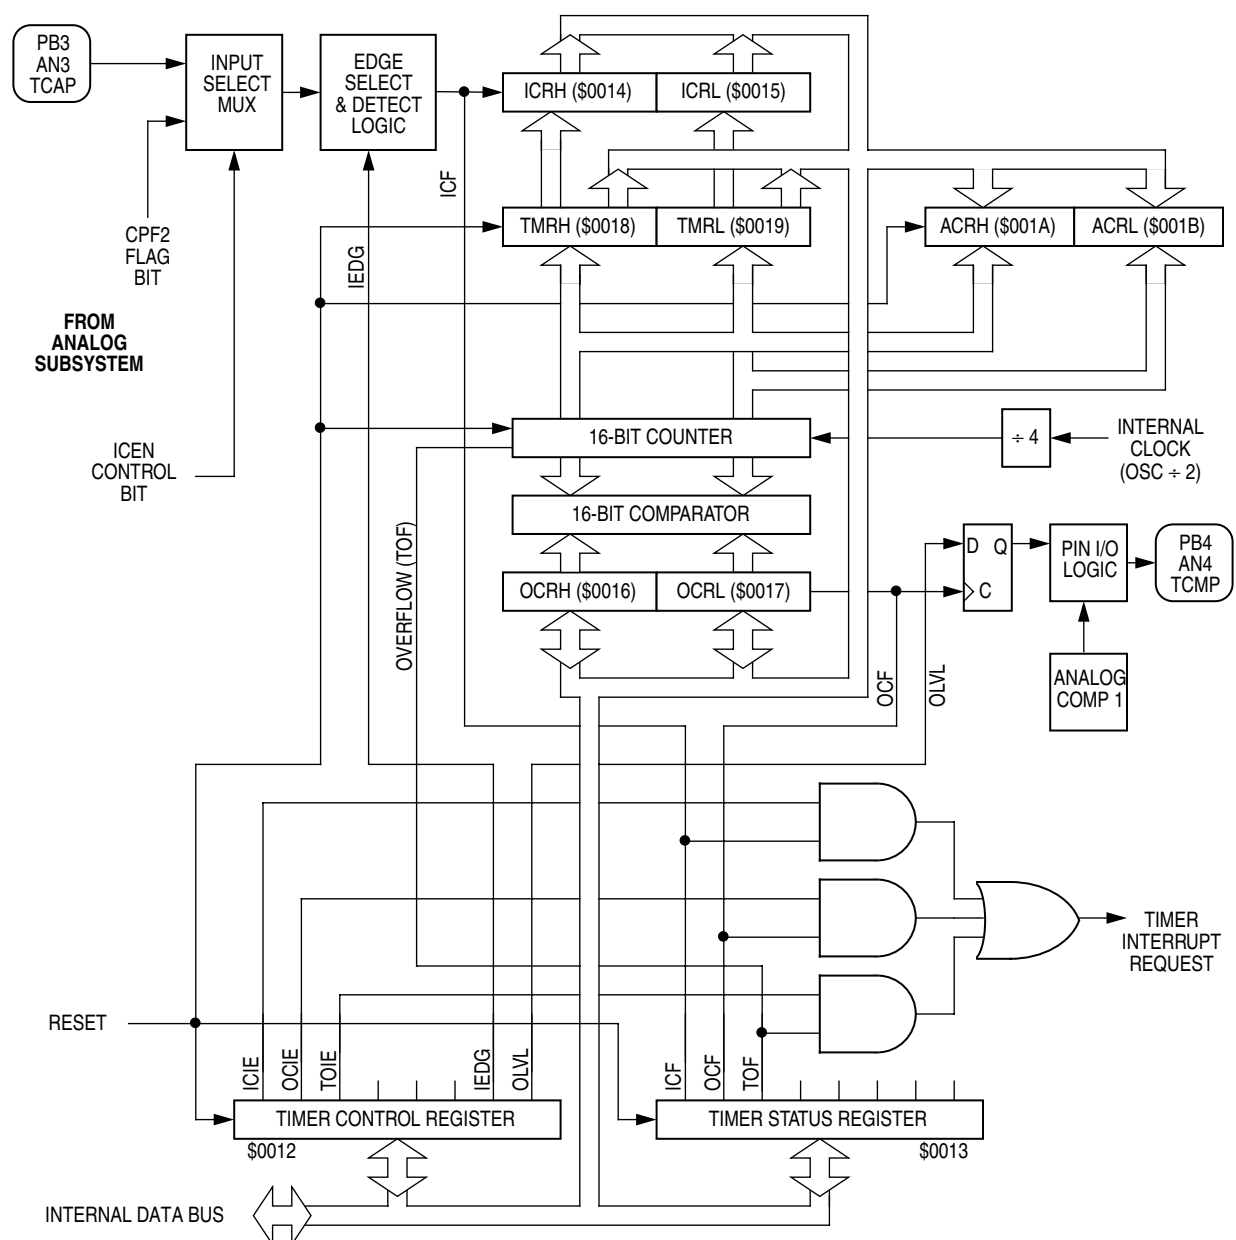 PB3
AN3
TCAP
INPUT
SELECT
MUX
EDGE
SELECT
& DETECT
LOGIC
ICRH ($0014)
ICRL ($0015)
ICF
TMRH ($0018)
TMRL ($0019)
ACRH ($001A)
ACRL ($001B)
CPF2
FLAG
BIT
IEDG
FROM
ANALOG
SUBSYSTEM
ICEN
CONTROL
BIT
16-BIT COUNTER
÷ 4
INTERNAL
CLOCK
(OSC ÷ 2)
16-BIT COMPARATOR
OVERFLOW (TOF)
OCRH ($0016)
OCRL ($0017)
D Q
C
PIN I/O
LOGIC
PB4
AN4
TCMP
OCF
OLVL
ANALOG
COMP 1
TIMER
INTERRUPT
REQUEST
RESET
ICIE
OCIE
TOIE
IEDG
OLVL
ICF
OCF
TOF
TIMER CONTROL REGISTER
$0012
TIMER STATUS REGISTER
$0013
INTERNAL DATA BUS